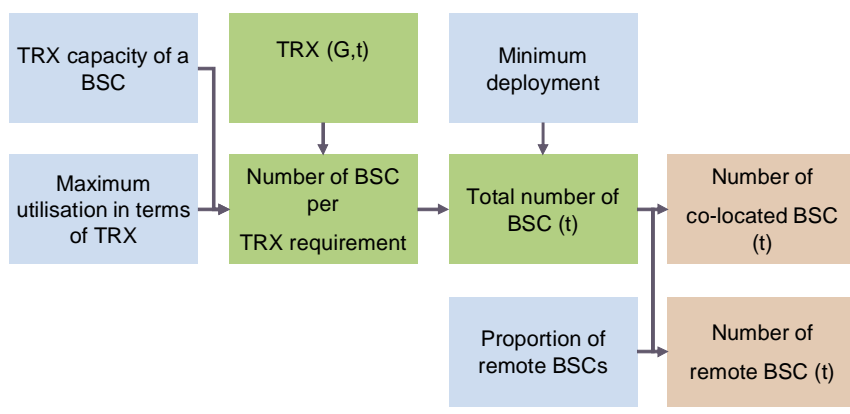 TRX capacity of a
BSC
TRX (G,t)
Minimum
deployment
Maximum
utilisation in terms
of TRX
Number of BSC
per
TRX requirement
Total number of
BSC (t)
Number of
co-located BSC
(t)
Proportion of
remote BSCs
Number of
remote BSC (t)